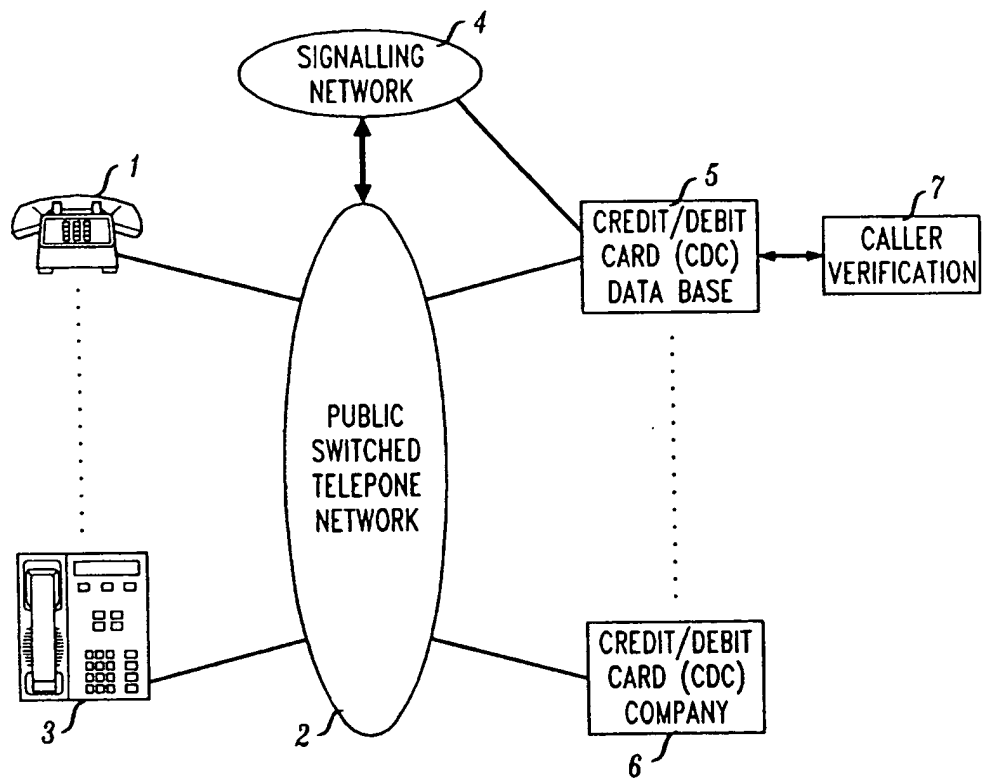 4
SIGNALLING
NETWORK
1
5
CREDIT/DEBIT
CARD (CDC)
DATA BASE
7
CALLER
VERIFICATION
PUBLIC
SWITCHED
TELEPONE
NETWORK
3
2
CREDIT/DEBIT
CARD (CDC)
COMPANY
6